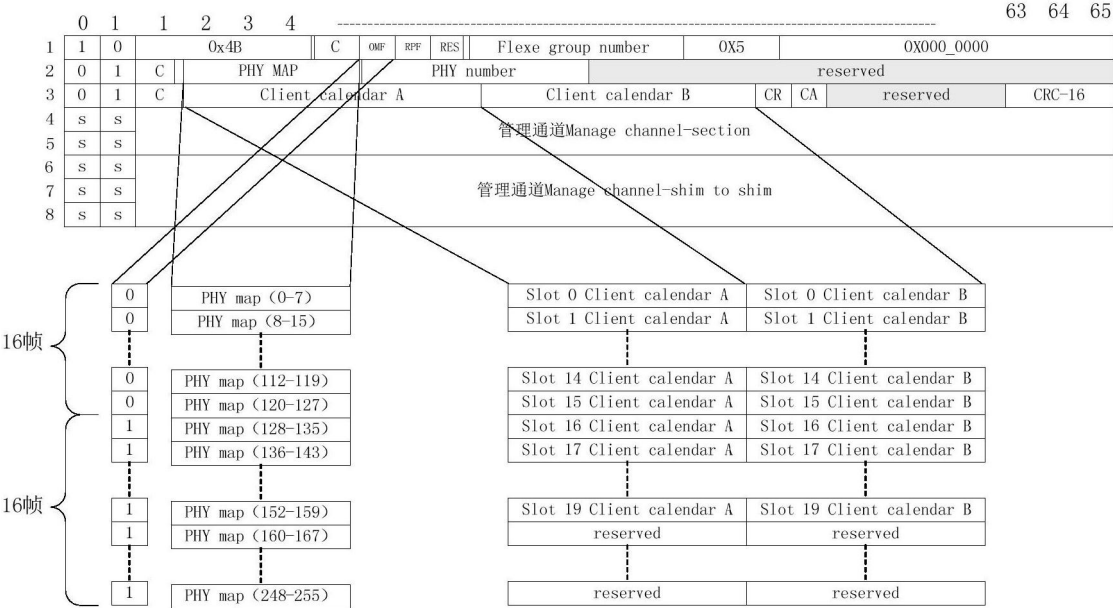 63 64 65
0 1 1 2 3 4
1 1 0 0x4B C OMF RPF RES Flexe group number 0X5 0X000_0000
2 0 1 C PHY MAP PHY number reserved
3 0 1 C Client calendar A Client calendar B CR CA reserved CRC-16
4 s s
管理通道Manage channel-section
5 s s
6 s s
7 s s 管理通道Manage channel-shim to shim
8 s s
0 PHY map (0-7) Slot 0 Client calendar A Slot 0 Client calendar B
0 PHY map (8-15) Slot 1 Client calendar A Slot 1 Client calendar B
16帧
0 PHY map (112-119) Slot 14 Client calendar A Slot 14 Client calendar B
0 PHY map (120-127) Slot 15 Client calendar A Slot 15 Client calendar B
1 PHY map (128-135) Slot 16 Client calendar A Slot 16 Client calendar B
1 PHY map (136-143) Slot 17 Client calendar A Slot 17 Client calendar B
16帧
1 PHY map (152-159) Slot 19 Client calendar A Slot 19 Client calendar B
1 PHY map (160-167) reserved reserved
1 PHY map (248-255) reserved reserved